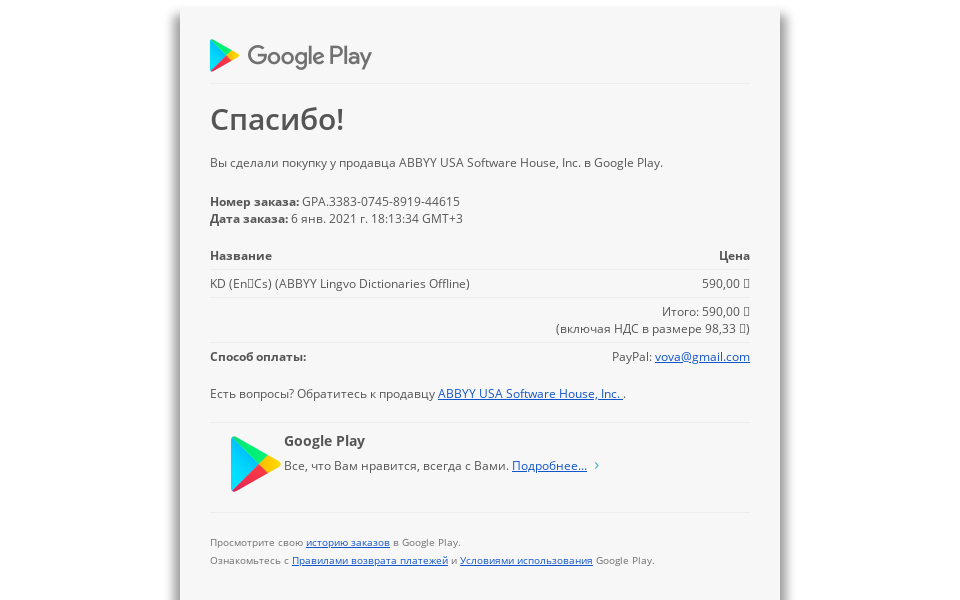 Google Play
Спасибо!
Вы сделали покупку у продавца ABBYY USA Software House, Inc. в Google Play.
Номер заказа: GPA.3383-0745-8919-44615
Дата заказа: 6 янв. 2021 г. 18:13:34 GMT+3
Название Цена
KD (En▯Cs) (ABBYY Lingvo Dictionaries Offline) 590,00 ▯
Итого: 590,00 ▯
(включая НДС в размере 98,33 ▯)
Способ оплаты: PayPal: vova@gmail.com
Есть вопросы? Обратитесь к продавцу ABBYY USA Software House, Inc. .
Google Play
Все, что Вам нравится, всегда с Вами. Подробнее... ›
Просмотрите свою историю заказов в Google Play.
Ознакомьтесь с Правилами возврата платежей и Условиями использования Google Play.